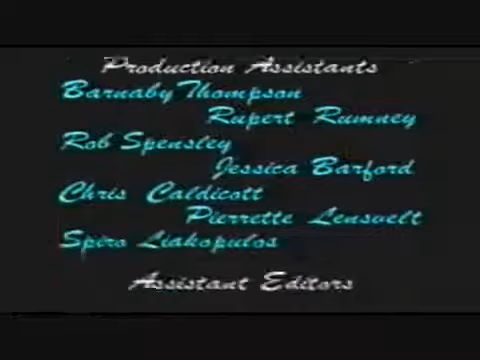 Production Assistants
Barnaby Thompson
Rupert Rumney
Rob Spensley
Jessica Barford
Chris Caldicott
Pierrette Lensvelt
Spiro Liakopulos
Assistant Editors